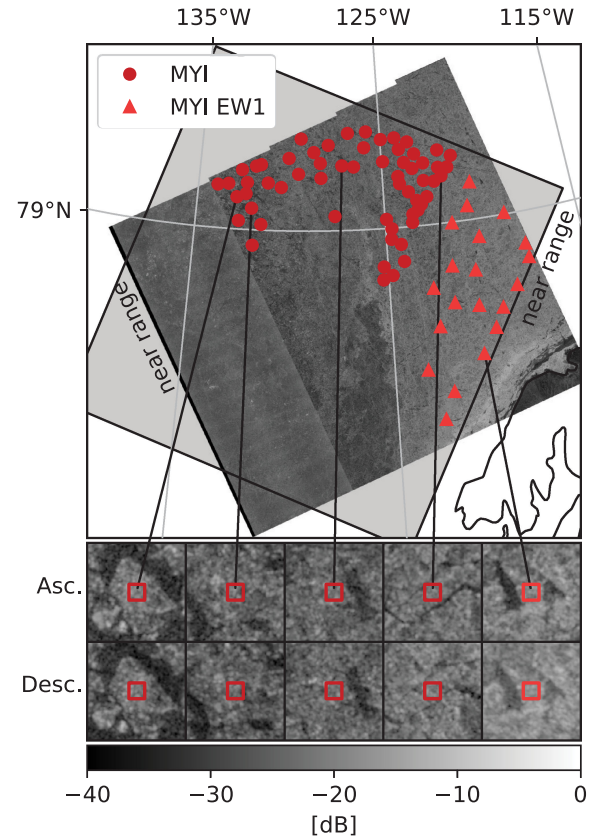 135°W 125°W 115°W
MYI
MYI EW1
79°N
near range
near range
Asc.
Desc.
−40 −30 −20 −10 0
[dB]